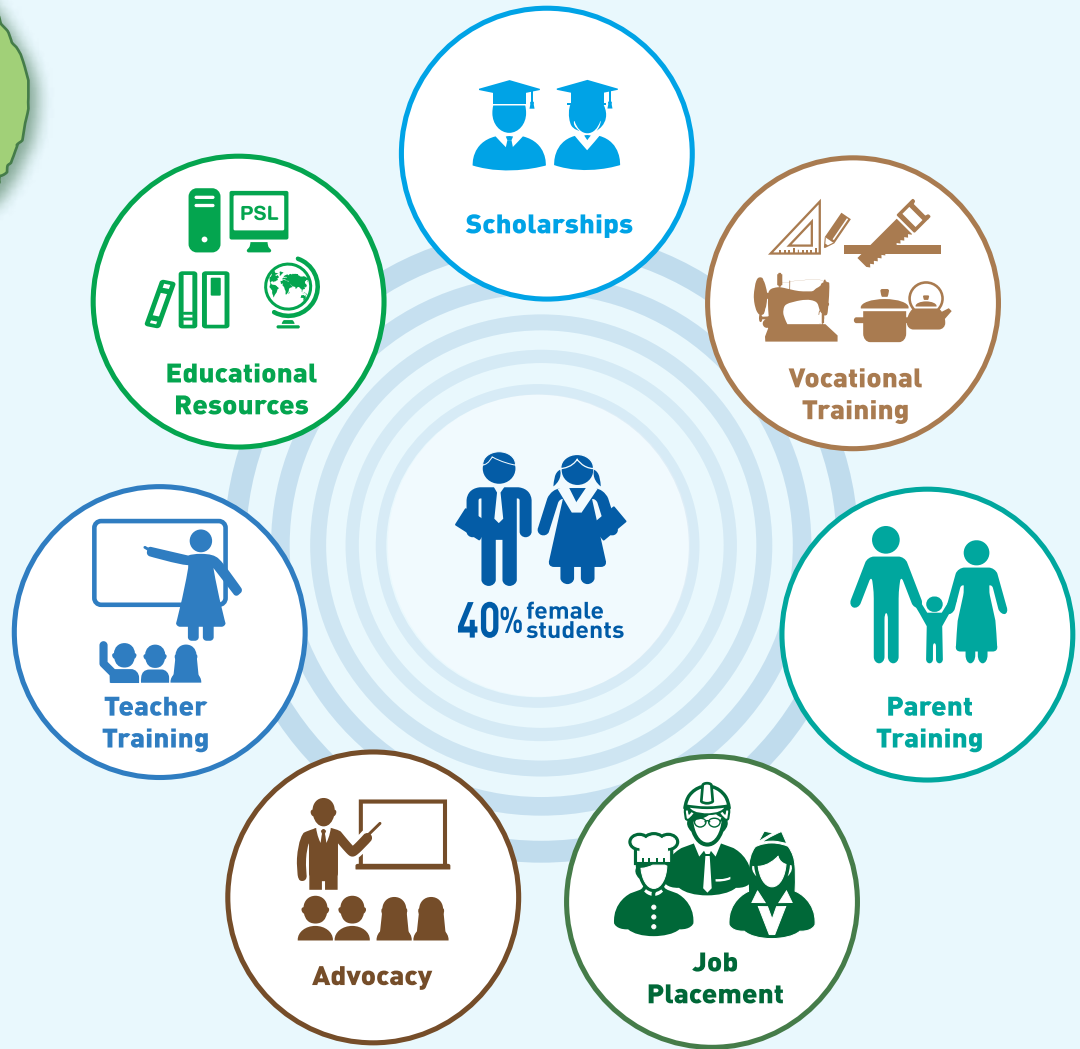 Scholarships
PSL
Educational
Resources
Vocational
Training
40% female
students
Teacher
Training
Parent
Training
Advocacy
Job
Placement